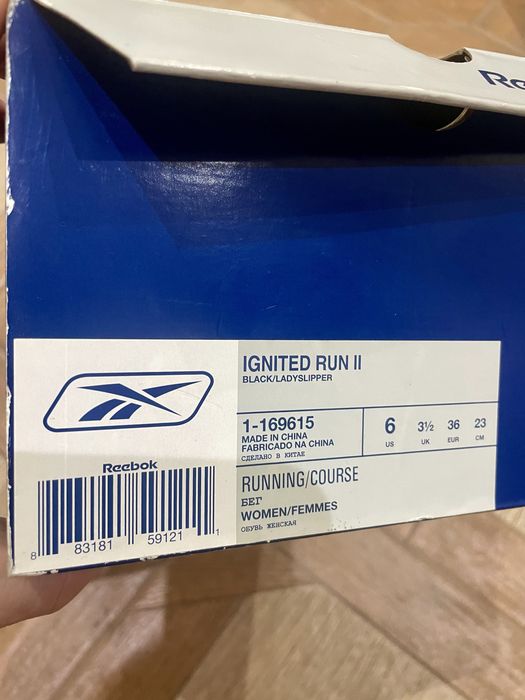 IGNITED RUN II
BLACK/LADYSLIPPER
1-169615
MADE IN CHINA
FABRICADO NA CHINA
СДЕЛАНО В КИТАЕ
6 3½ 36 23
US UK EUR CM
RUNNING/COURSE
БЕГ
WOMEN/FEMMES
ОБУВЬ ЖЕНСКАЯ
Reebok
8 83181 59121 1